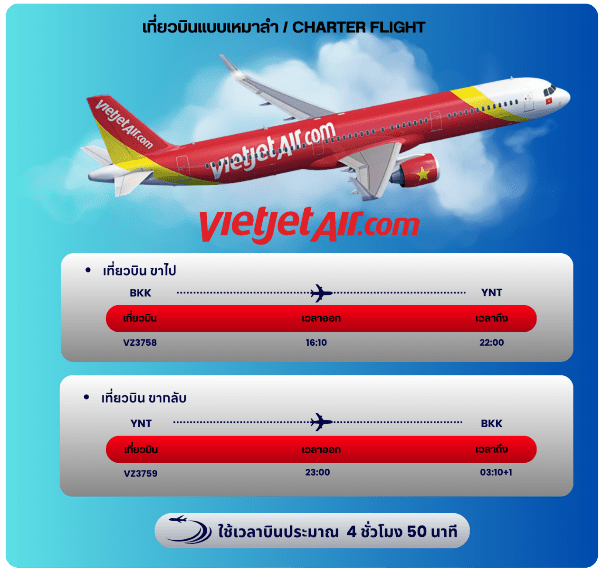 เที่ยวบินแบบเหมาลำ / CHARTER FLIGHT
vietjetAir.com
vietjetAir.com
vietjetAir.com
• เที่ยวบิน ขาไป
BKK YNT
เที่ยวบิน เวลาออก เวลาถึง
VZ3758 16:10 22:00
• เที่ยวบิน ขากลับ
YNT BKK
เที่ยวบิน เวลาออก เวลาถึง
VZ3759 23:00 03:10+1
ใช้เวลาบินประมาณ 4 ชั่วโมง 50 นาที